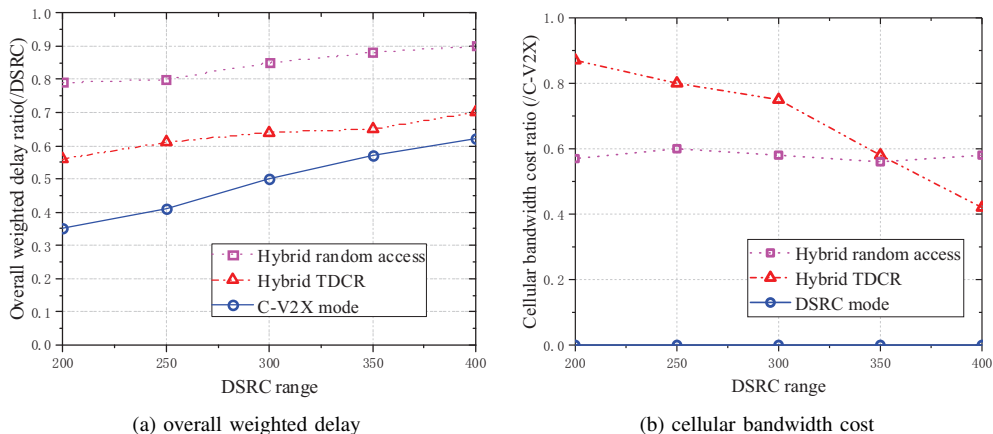 Overall weighted delay ratio(/DSRC)
1.0
0.9
0.8
0.7
0.6
0.5
0.4
0.3
0.2
0.1
0.0
Hybrid random access
Hybrid TDCR
C-V2X mode
200
250
300
350
400
DSRC range
(a) overall weighted delay
Cellular bandwidth cost ratio (/C-V2X)
1.0
0.8
0.6
0.4
0.2
0.0
Hybrid random access
Hybrid TDCR
DSRC mode
200
250
300
350
400
DSRC range
(b) cellular bandwidth cost